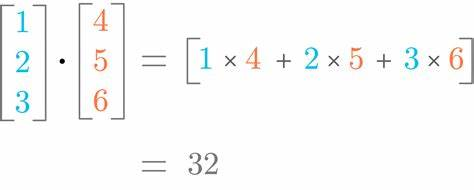 [1 2 3] · [4 5 6] = [1 × 4 + 2 × 5 + 3 × 6]
= 32